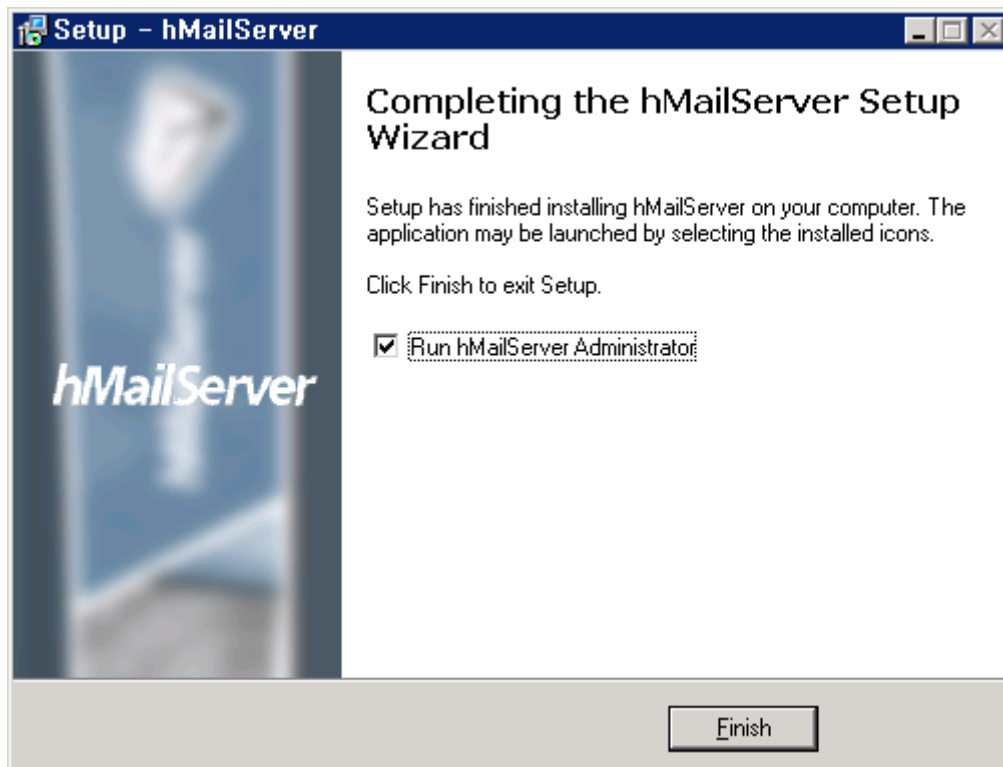 Setup - hMailServer
Completing the hMailServer Setup
Wizard
Setup has finished installing hMailServer on your computer. The
application may be launched by selecting the installed icons.
Click Finish to exit Setup.
Run hMailServer Administrator
hMailServer
Finish